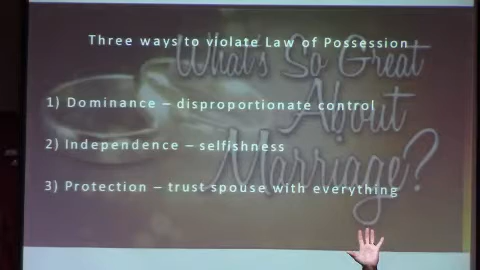 Three ways to violate Law of Possession
1) Dominance – disproportionate control
2) Independence – selfishness
3) Protection – trust spouse with everything
What's So Great
About
Marriage?